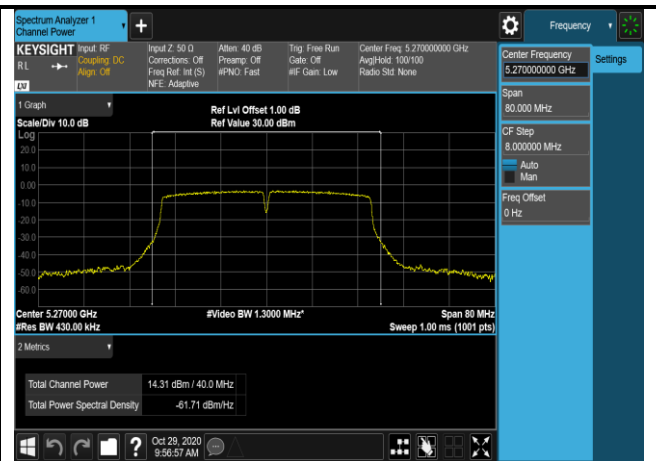 Spectrum Analyzer 1
Channel Power
+
Frequency
KEYSIGHT
RL
LXI
Input: RF
Coupling: DC
Align: Off
Input Z: 50 Ω
Corrections: Off
Freq Ref: Int (S)
NFE: Adaptive
Atten: 40 dB
Preamp: Off
#PNO: Fast
Trig: Free Run
Gate: Off
#IF Gain: Low
Center Freq: 5.270000000 GHz
Avg|Hold: 100/100
Radio Std: None
Center Frequency
5.270000000 GHz
Settings
Span
80.000 MHz
CF Step
8.000000 MHz
Auto
Man
Freq Offset
0 Hz
1 Graph
Scale/Div 10.0 dB
Ref Lvl Offset 1.00 dB
Ref Value 30.00 dBm
Log
20.0
10.0
0.00
-10.0
-20.0
-30.0
-40.0
-50.0
-60.0
Center 5.27000 GHz
#Video BW 1.3000 MHz*
Span 80 MHz
#Res BW 430.00 kHz
Sweep 1.00 ms (1001 pts)
2 Metrics
Total Channel Power 14.31 dBm / 40.0 MHz
Total Power Spectral Density -61.71 dBm/Hz
?
Oct 29, 2020
9:56:57 AM